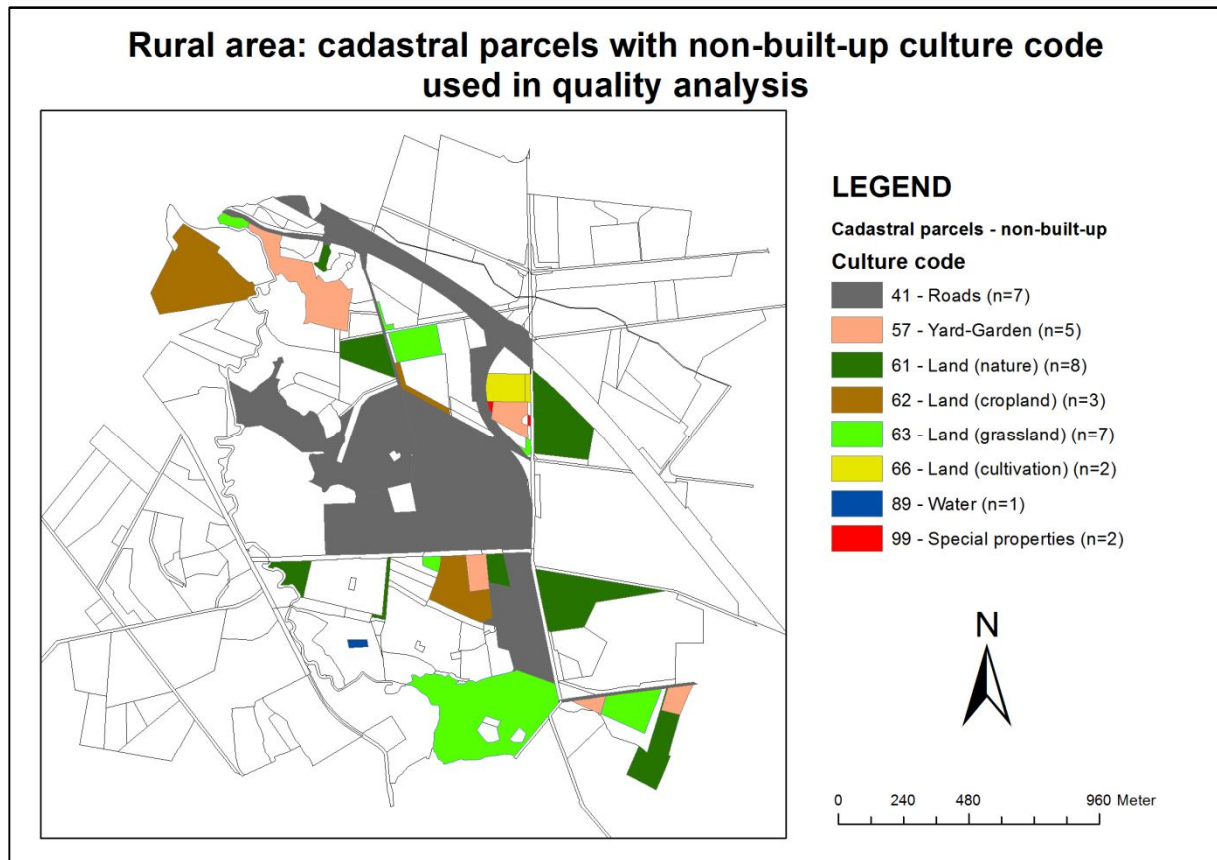 Rural area: cadastral parcels with non-built-up culture code
used in quality analysis
LEGEND
Cadastral parcels - non-built-up
Culture code
41 - Roads (n=7)
57 - Yard-Garden (n=5)
61 - Land (nature) (n=8)
62 - Land (cropland) (n=3)
63 - Land (grassland) (n=7)
66 - Land (cultivation) (n=2)
89 - Water (n=1)
99 - Special properties (n=2)
N
0 240 480 960 Meter